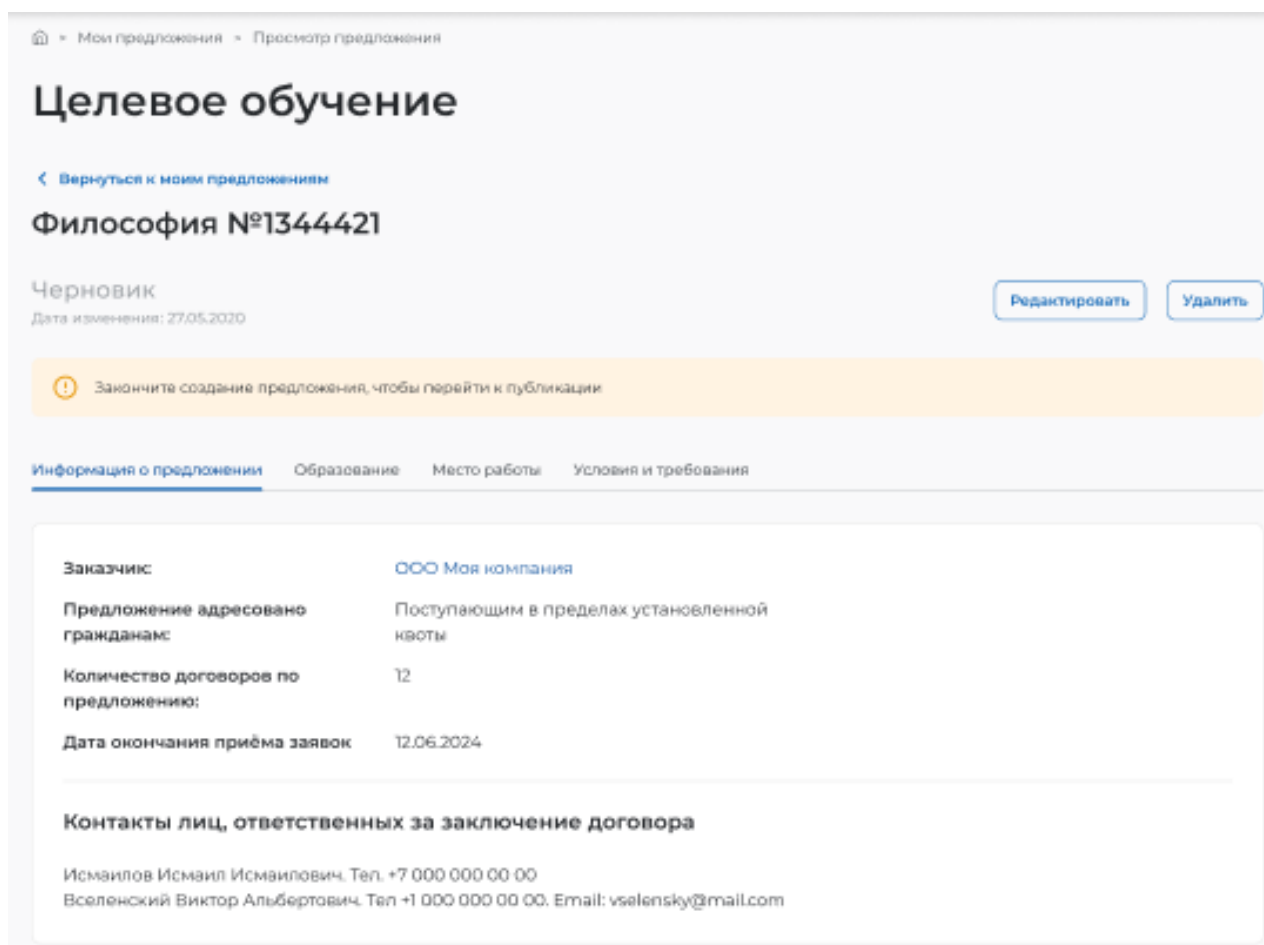 Мои предложения Просмотр предложения
Целевое обучение
Вернуться к моим предложениям
Философия №1344421
Черновик
Дата изменения: 27.05.2020
Редактировать Удалить
Закончите создание предложения, чтобы перейти к публикации
Информация о предложении Образование Место работы Условия и требования
Заказчик: ООО Моя компания
Предложение адресовано гражданам: Поступающим в пределах установленной квоты
Количество договоров по предложению: 12
Дата окончания приёма заявок 12.06.2024
Контакты лиц, ответственных за заключение договора
Исмаилов Исмаил Исмаилович. Тел. +7 000 000 00 00
Вселенский Виктор Альбертович. Тел +1 000 000 00 00. Email: vselensky@mail.com